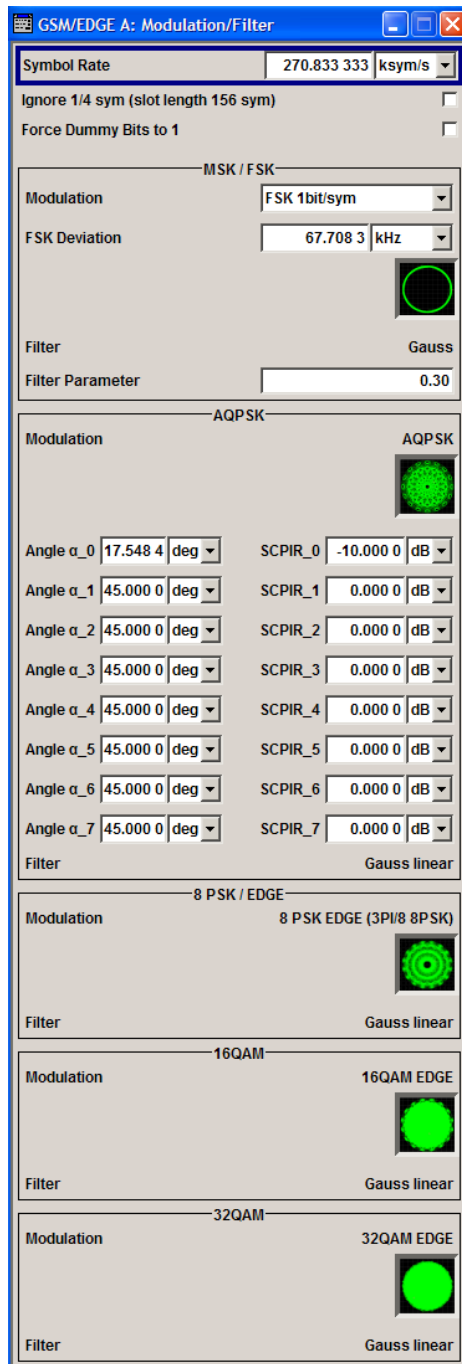 GSM/EDGE A: Modulation/Filter
Symbol Rate 270.833 333 ksym/s
Ignore 1/4 sym (slot length 156 sym)
Force Dummy Bits to 1
MSK / FSK
Modulation FSK 1bit/sym
FSK Deviation 67.708 3 kHz
Filter Gauss
Filter Parameter 0.30
AQPSK
Modulation AQPSK
Angle α_0 17.548 4 deg SCPIR_0 -10.000 0 dB
Angle α_1 45.000 0 deg SCPIR_1 0.000 0 dB
Angle α_2 45.000 0 deg SCPIR_2 0.000 0 dB
Angle α_3 45.000 0 deg SCPIR_3 0.000 0 dB
Angle α_4 45.000 0 deg SCPIR_4 0.000 0 dB
Angle α_5 45.000 0 deg SCPIR_5 0.000 0 dB
Angle α_6 45.000 0 deg SCPIR_6 0.000 0 dB
Angle α_7 45.000 0 deg SCPIR_7 0.000 0 dB
Filter Gauss linear
8 PSK / EDGE
Modulation 8 PSK EDGE (3PI/8 8PSK)
Filter Gauss linear
16QAM
Modulation 16QAM EDGE
Filter Gauss linear
32QAM
Modulation 32QAM EDGE
Filter Gauss linear